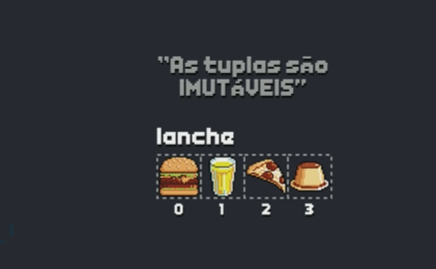 "As tuplas são
IMUTáVEIS"
lanche
0 1 2 3